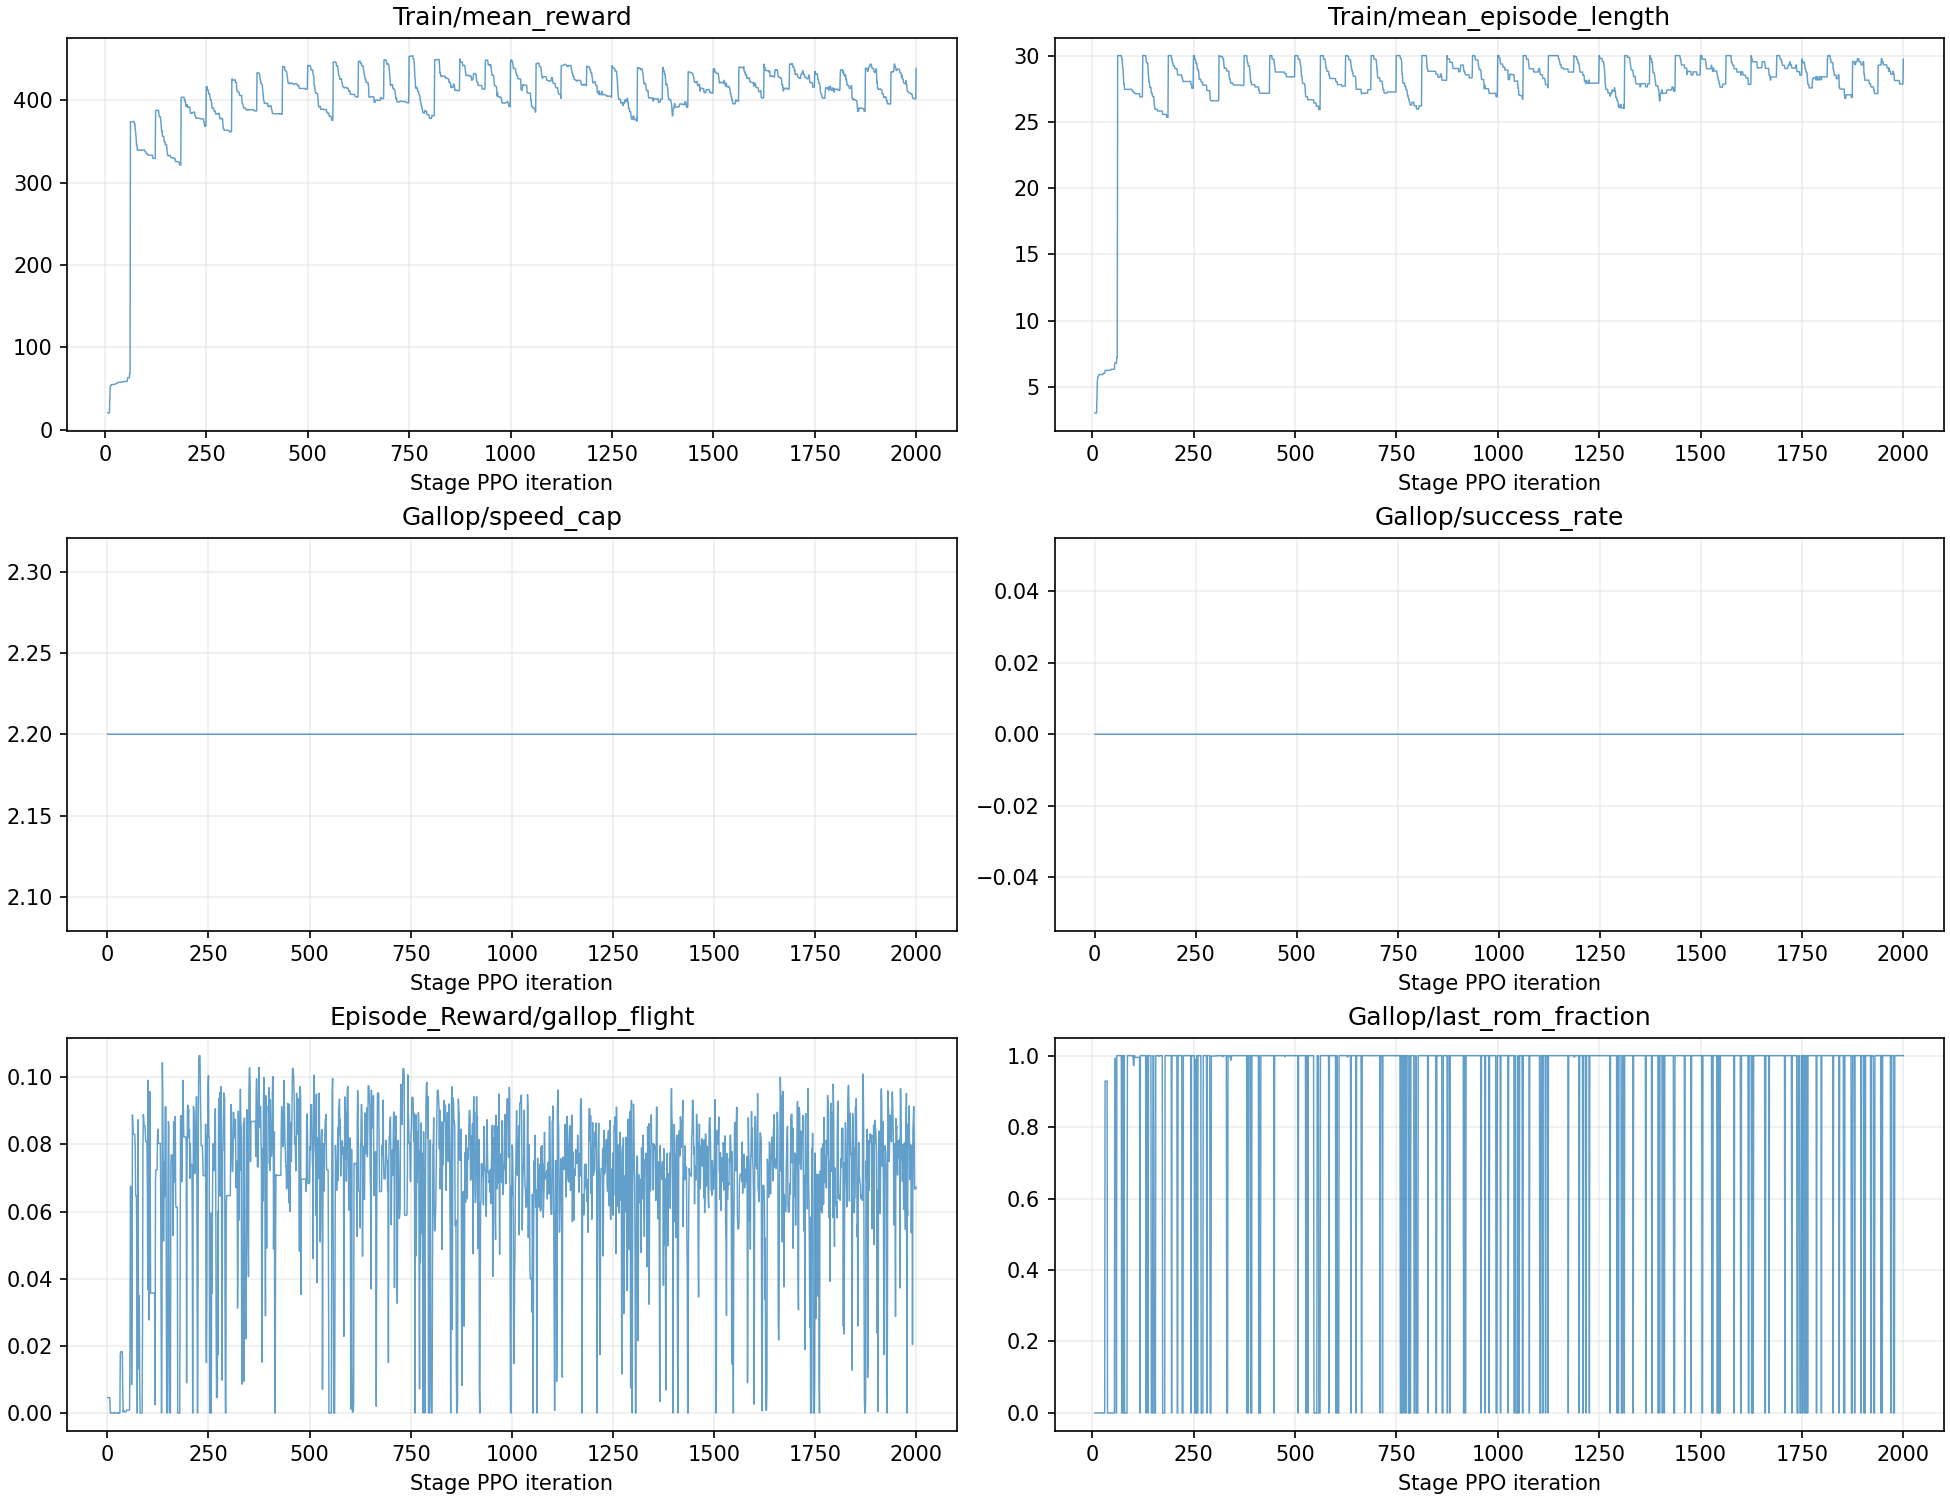 Train/mean_reward
400
300
200
100
0
0 250 500 750 1000 1250 1500 1750 2000
Stage PPO iteration
Train/mean_episode_length
30
25
20
15
10
5
0 250 500 750 1000 1250 1500 1750 2000
Stage PPO iteration
Gallop/speed_cap
2.30
2.25
2.20
2.15
2.10
0 250 500 750 1000 1250 1500 1750 2000
Stage PPO iteration
Gallop/success_rate
0.04
0.02
0.00
−0.02
−0.04
0 250 500 750 1000 1250 1500 1750 2000
Stage PPO iteration
Episode_Reward/gallop_flight
0.10
0.08
0.06
0.04
0.02
0.00
0 250 500 750 1000 1250 1500 1750 2000
Stage PPO iteration
Gallop/last_rom_fraction
1.0
0.8
0.6
0.4
0.2
0.0
0 250 500 750 1000 1250 1500 1750 2000
Stage PPO iteration